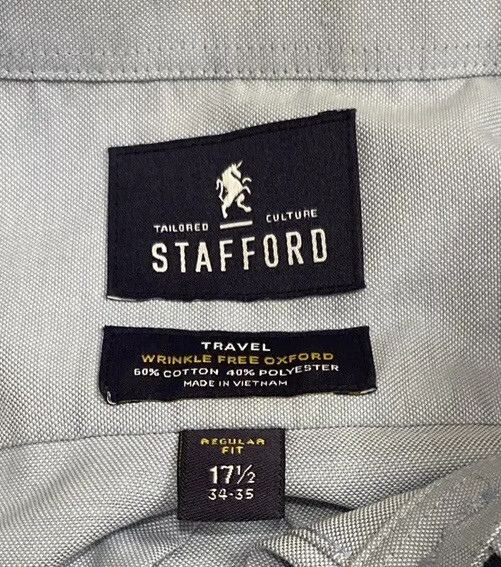 TAILORED CULTURE
STAFFORD
TRAVEL
WRINKLE FREE OXFORD
60% COTTON 40% POLYESTER
MADE IN VIETNAM
REGULAR
FIT
17½
34-35